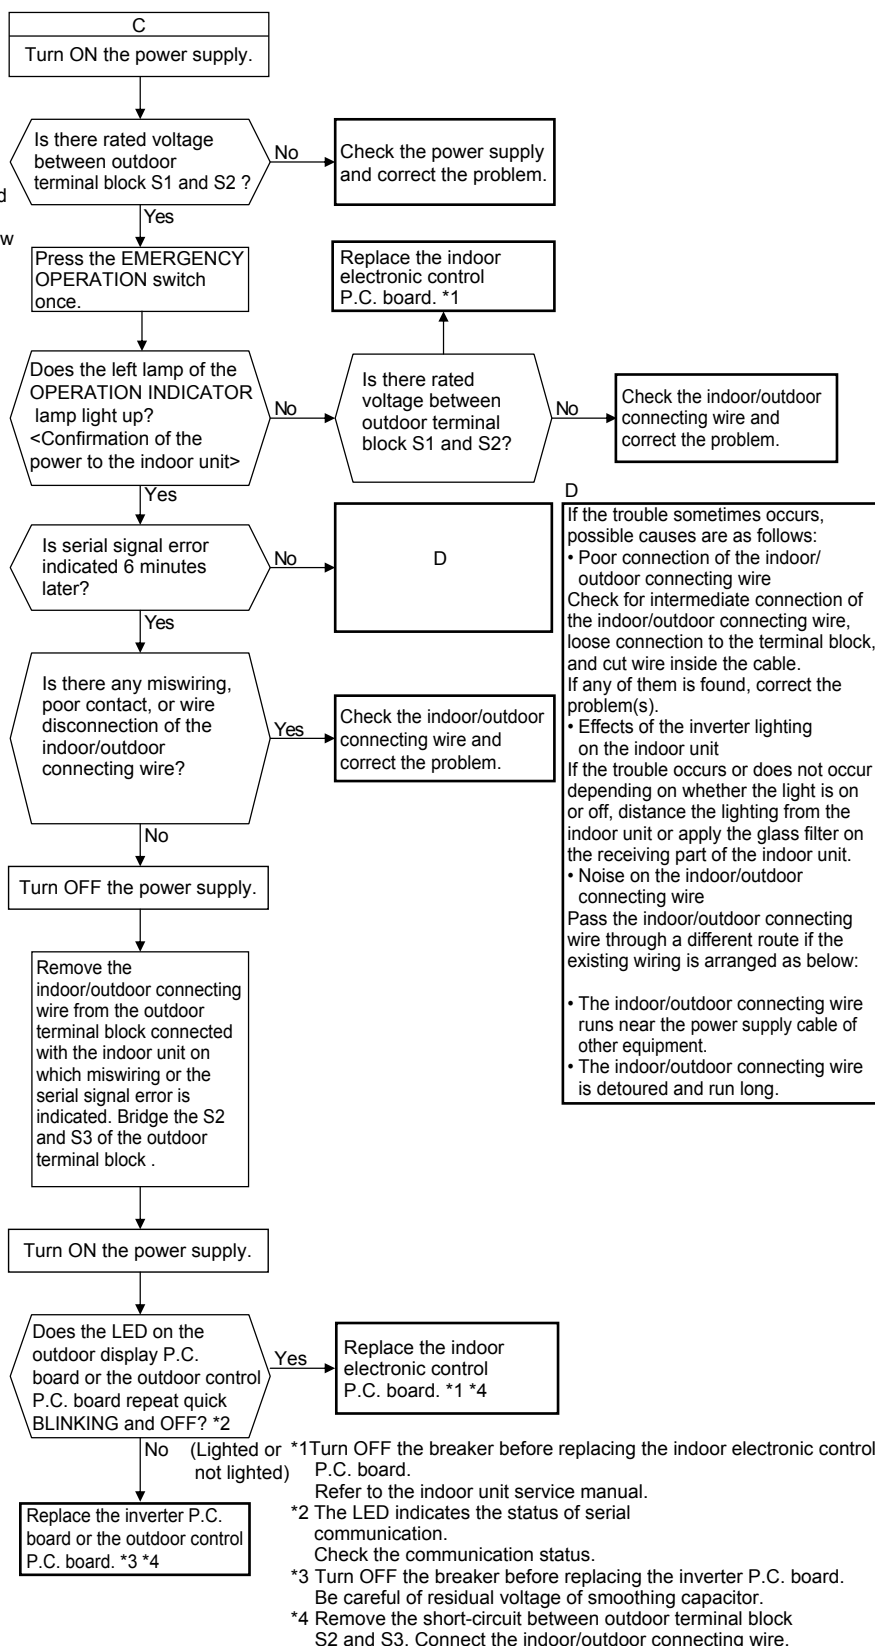 C
Turn ON the power supply.
Is there rated voltage
between outdoor
terminal block S1 and S2 ?
No
Check the power supply
and correct the problem.
d
w
Yes
Press the EMERGENCY
OPERATION switch
once.
Replace the indoor
electronic control
P.C. board. *1
Does the left lamp of the
OPERATION INDICATOR
lamp light up?
<Confirmation of the
power to the indoor unit>
No
Is there rated
voltage between
outdoor terminal
block S1 and S2?
No
Check the indoor/outdoor
connecting wire and
correct the problem.
Yes
Is serial signal error
indicated 6 minutes
later?
No
D
Yes
D
If the trouble sometimes occurs,
possible causes are as follows:
• Poor connection of the indoor/
outdoor connecting wire
Check for intermediate connection of
the indoor/outdoor connecting wire,
loose connection to the terminal block,
and cut wire inside the cable.
If any of them is found, correct the
problem(s).
• Effects of the inverter lighting
on the indoor unit
If the trouble occurs or does not occur
depending on whether the light is on
or off, distance the lighting from the
indoor unit or apply the glass filter on
the receiving part of the indoor unit.
• Noise on the indoor/outdoor
connecting wire
Pass the indoor/outdoor connecting
wire through a different route if the
existing wiring is arranged as below:
• The indoor/outdoor connecting wire
runs near the power supply cable of
other equipment.
• The indoor/outdoor connecting wire
is detoured and run long.
Is there any miswiring,
poor contact, or wire
disconnection of the
indoor/outdoor
connecting wire?
Yes
Check the indoor/outdoor
connecting wire and
correct the problem.
No
Turn OFF the power supply.
Remove the
indoor/outdoor connecting
wire from the outdoor
terminal block connected
with the indoor unit on
which miswiring or the
serial signal error is
indicated. Bridge the S2
and S3 of the outdoor
terminal block .
Turn ON the power supply.
Does the LED on the
outdoor display P.C.
board or the outdoor control
P.C. board repeat quick
BLINKING and OFF? *2
Yes
Replace the indoor
electronic control
P.C. board. *1 *4
No
(Lighted or
not lighted)
Replace the inverter P.C.
board or the outdoor control
P.C. board. *3 *4
*1Turn OFF the breaker before replacing the indoor electronic control
P.C. board.
Refer to the indoor unit service manual.
*2 The LED indicates the status of serial
communication.
Check the communication status.
*3 Turn OFF the breaker before replacing the inverter P.C. board.
Be careful of residual voltage of smoothing capacitor.
*4 Remove the short-circuit between outdoor terminal block
S2 and S3. Connect the indoor/outdoor connecting wire.